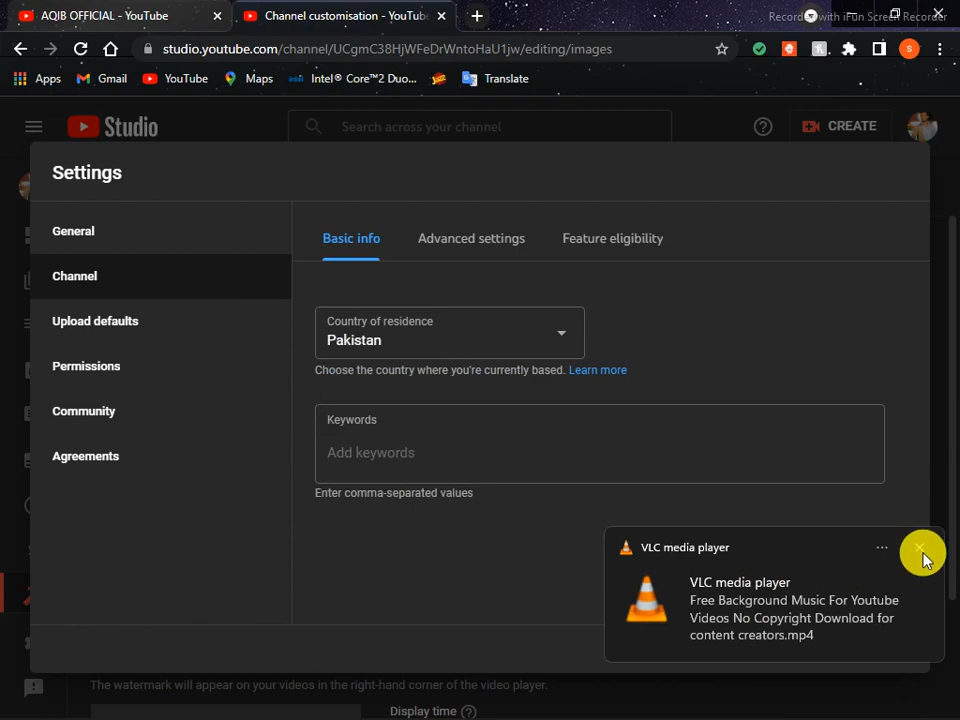 AQIB OFFICIAL - YouTube
Channel customisation - YouTube
Recorded with iFun Screen Recorder
studio.youtube.com/channel/UCgmC38HjWFeDrWntoHaU1jw/editing/images
S
Apps
Gmail
YouTube
Maps
Intel® Core™2 Duo...
Translate
Studio
Search across your channel
CREATE
Settings
General
Channel
Upload defaults
Permissions
Community
Agreements
Basic info
Advanced settings
Feature eligibility
Country of residence
Pakistan
Choose the country where you're currently based. Learn more
Keywords
Add keywords
Enter comma-separated values
VLC media player
VLC media player
Free Background Music For Youtube
Videos No Copyright Download for
content creators.mp4
The watermark will appear on your videos in the right-hand corner of the video player.
Display time